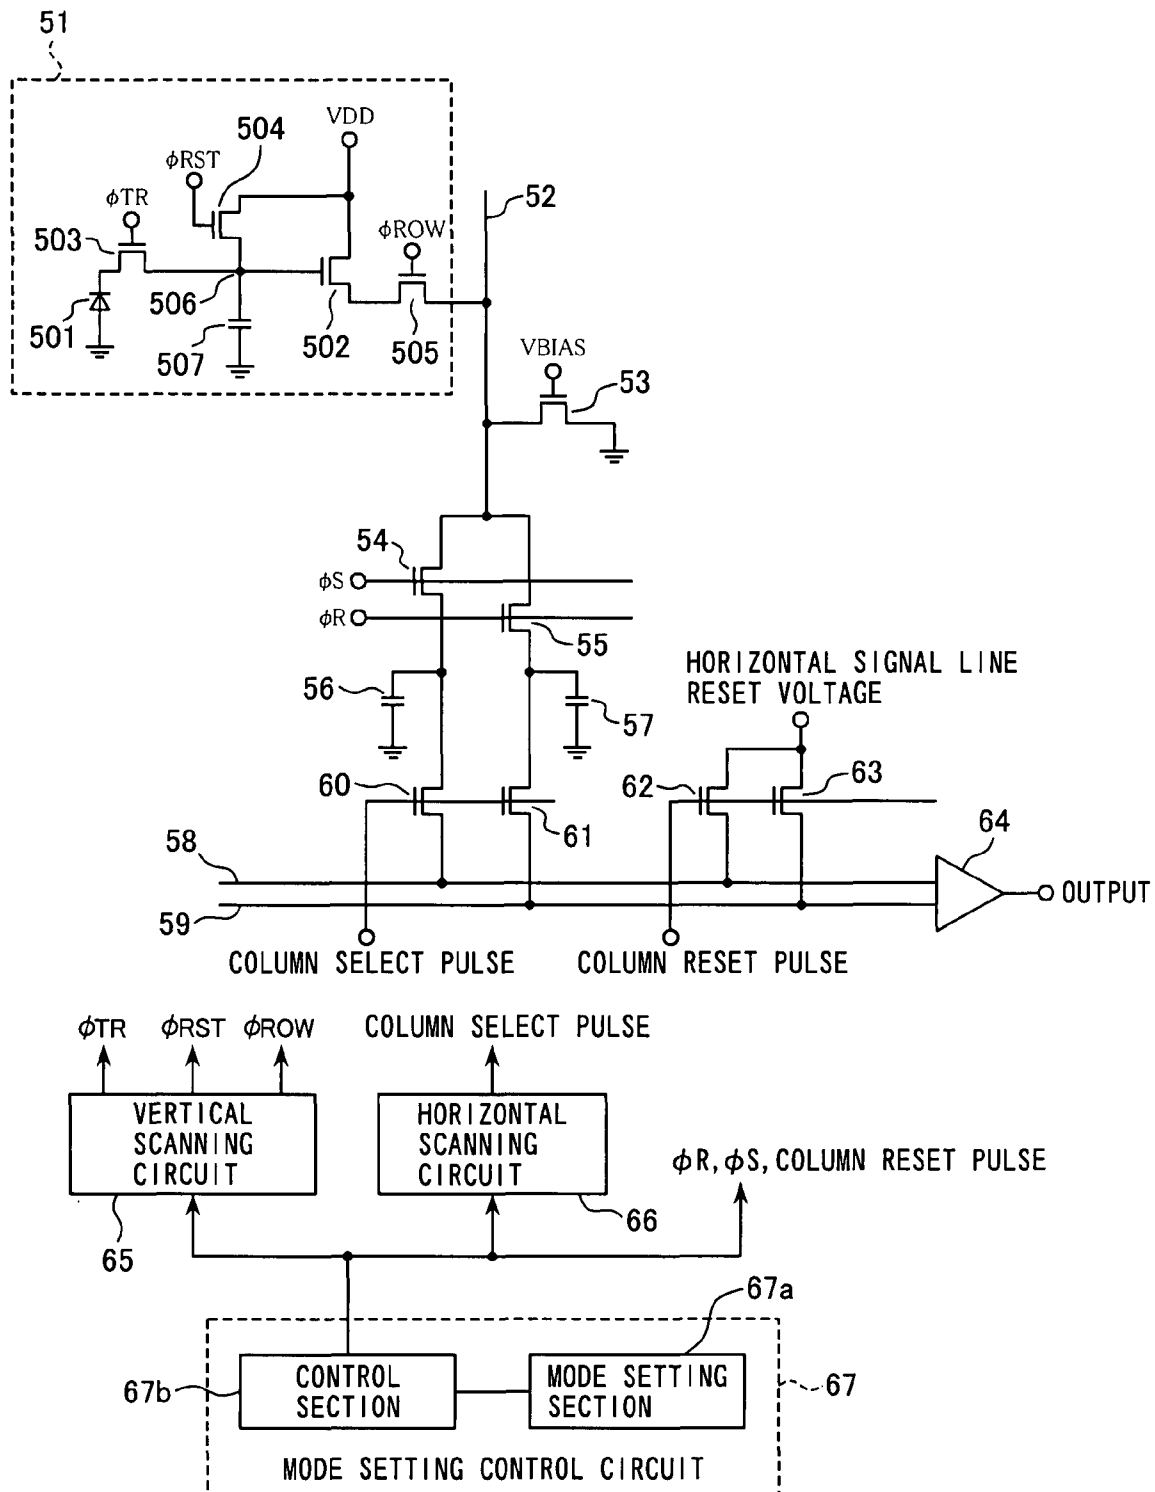 51
VDD
504
φRST
φTR
503
52
φROW
506
501
507
502
505
VBIAS
53
54
φS
φR
55
HORIZONTAL SIGNAL LINE
RESET VOLTAGE
56
57
60
62
63
61
64
58
OUTPUT
59
COLUMN SELECT PULSE
COLUMN RESET PULSE
φTR
φRST
φROW
COLUMN SELECT PULSE
VERTICAL
SCANNING
CIRCUIT
HORIZONTAL
SCANNING
CIRCUIT
φR, φS, COLUMN RESET PULSE
65
66
67a
CONTROL
SECTION
MODE SETTING
SECTION
67b
67
MODE SETTING CONTROL CIRCUIT